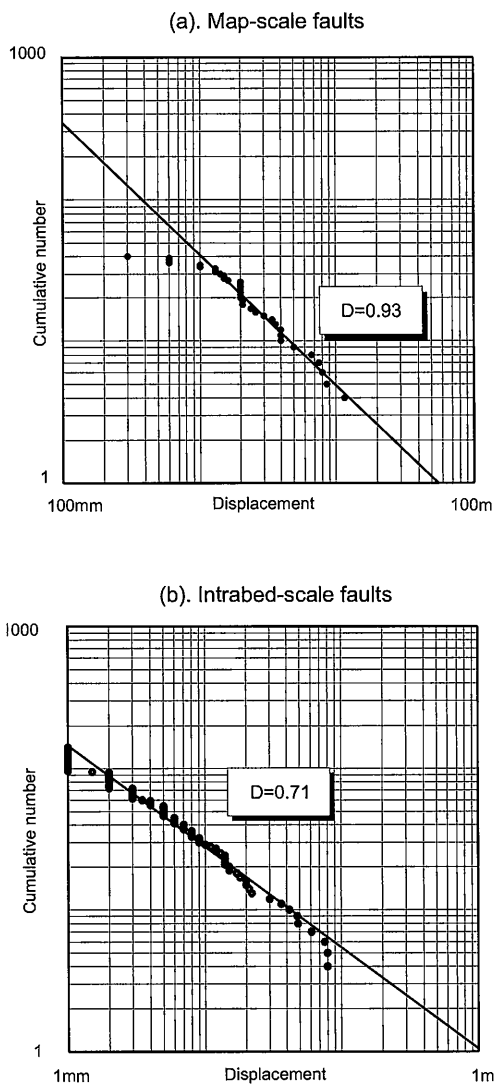 (a). Map-scale faults
1000
Cumulative number
D=0.93
1
100mm Displacement 100m
(b). Intrabed-scale faults
1000
Cumulative number
D=0.71
1
1mm Displacement 1m